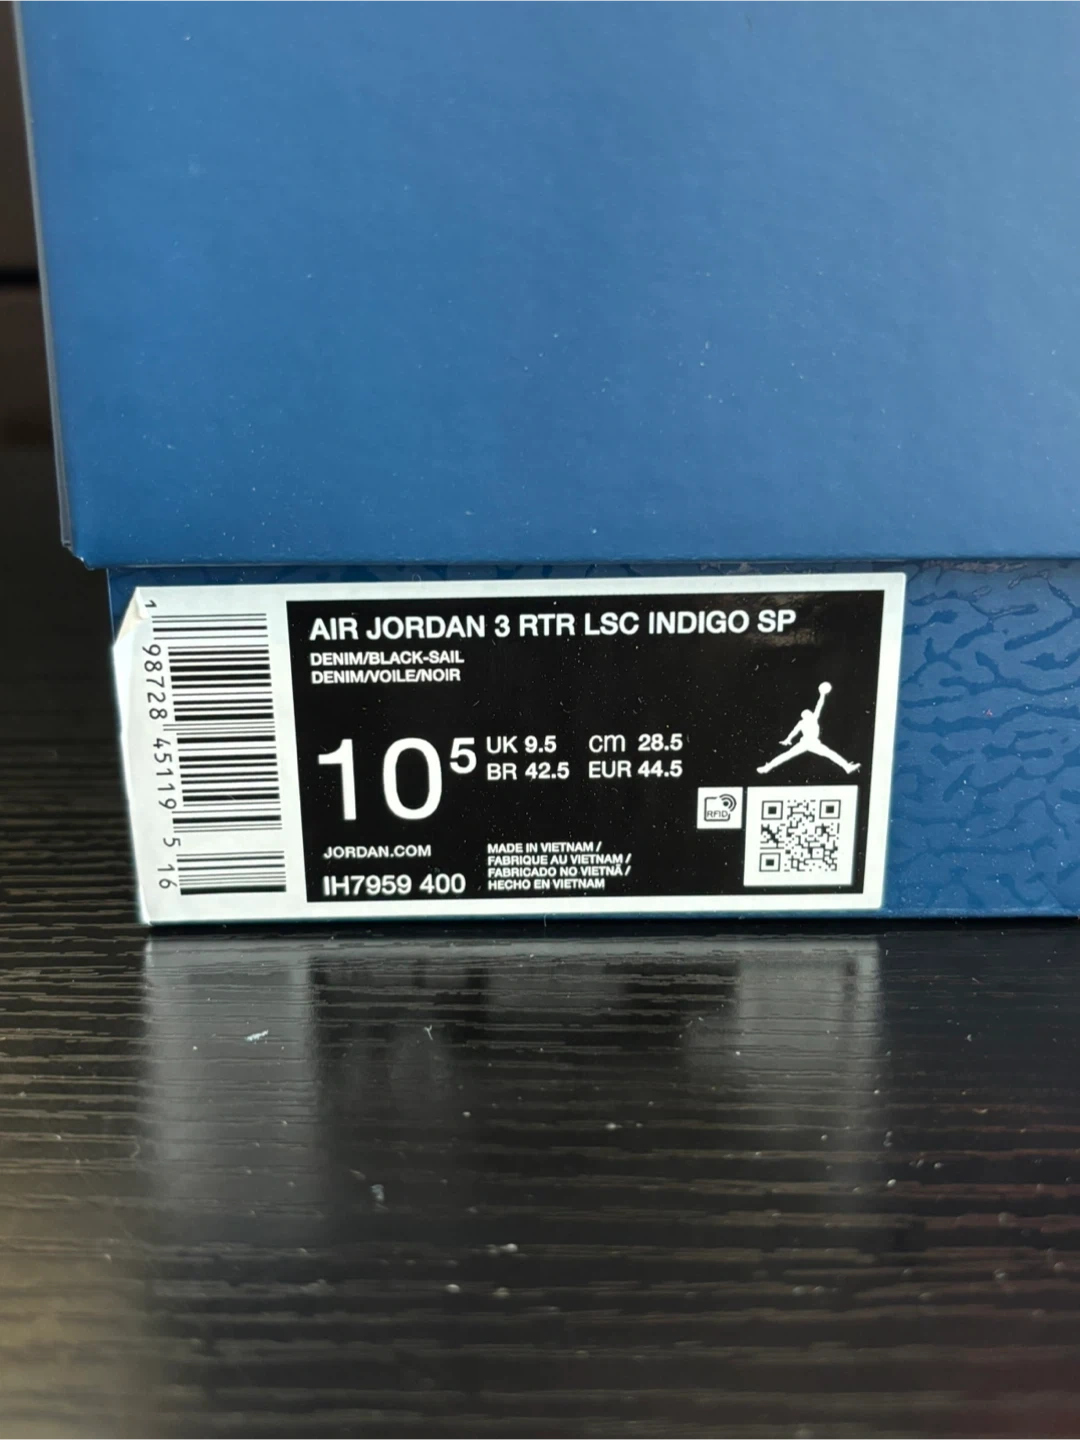 AIR JORDAN 3 RTR LSC INDIGO SP
DENIM/BLACK-SAIL
DENIM/VOILE/NOIR
10 5
UK 9.5 cm 28.5
BR 42.5 EUR 44.5
RFID
JORDAN.COM
IH7959 400
MADE IN VIETNAM /
FABRIQUE AU VIETNAM /
FABRICADO NO VIETNÃ /
HECHO EN VIETNAM
1 98728 45119 5 16